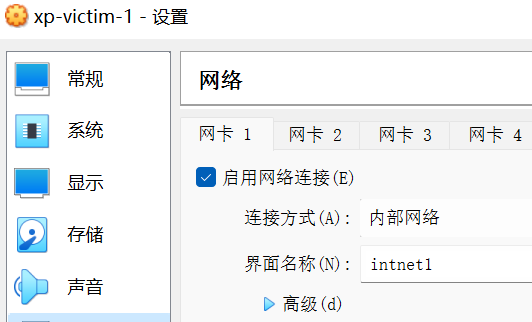 xp-victim-1 - 设置
常规
系统
显示
存储
声音
网络
网卡 1 网卡 2 网卡 3 网卡 4
启用网络连接(E)
连接方式(A): 内部网络
界面名称(N): intnet1
高级(d)